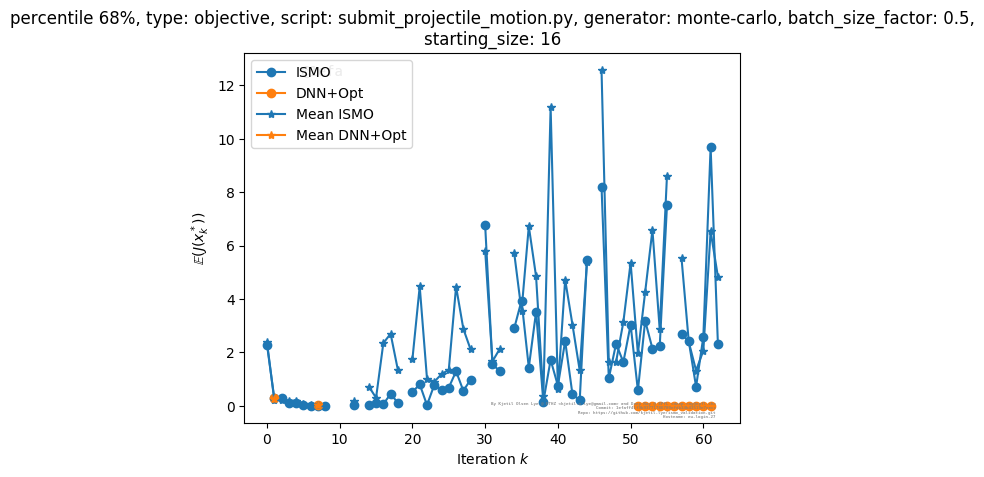 percentile 68%, type: objective, script: submit_projectile_motion.py, generator: monte-carlo, batch_size_factor: 0.5,
starting_size: 16
ISMO
DNN+Opt
Mean ISMO
Mean DNN+Opt
12
10
8
6
4
2
0
𝔼(J(x*ₖ))
0 10 20 30 40 50 60
Iteration k